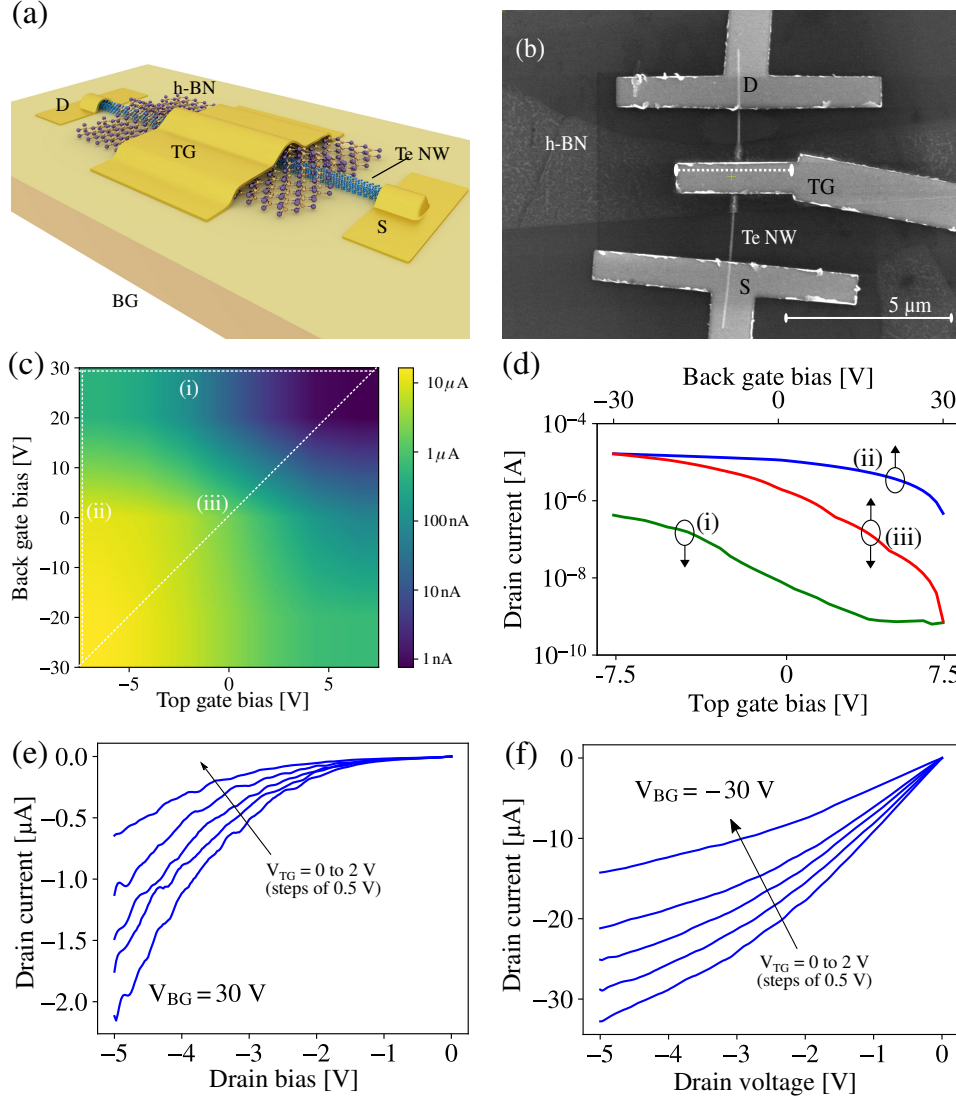 (a)
h-BN
D
TG
Te NW
S
BG
(b)
D
h-BN
TG
Te NW
S
5 µm
(c)
30
20
10
0
−10
−20
−30
Back gate bias [V]
−5
0
5
Top gate bias [V]
(i)
(ii)
(iii)
10 µA
1 µA
100 nA
10 nA
1 nA
(d)
Back gate bias [V]
−30
0
30
10⁻⁴
10⁻⁶
10⁻⁸
10⁻¹⁰
Drain current [A]
(ii)
(i)
(iii)
-7.5
0
7.5
Top gate bias [V]
(e)
0.0
−0.5
−1.0
−1.5
−2.0
Drain current [µA]
V_TG = 0 to 2 V
(steps of 0.5 V)
V_BG = 30 V
−5
−4
−3
−2
−1
0
Drain bias [V]
(f)
0
−10
−20
−30
Drain current [µA]
V_BG = −30 V
V_TG = 0 to 2 V
(steps of 0.5 V)
−5
−4
−3
−2
−1
0
Drain voltage [V]